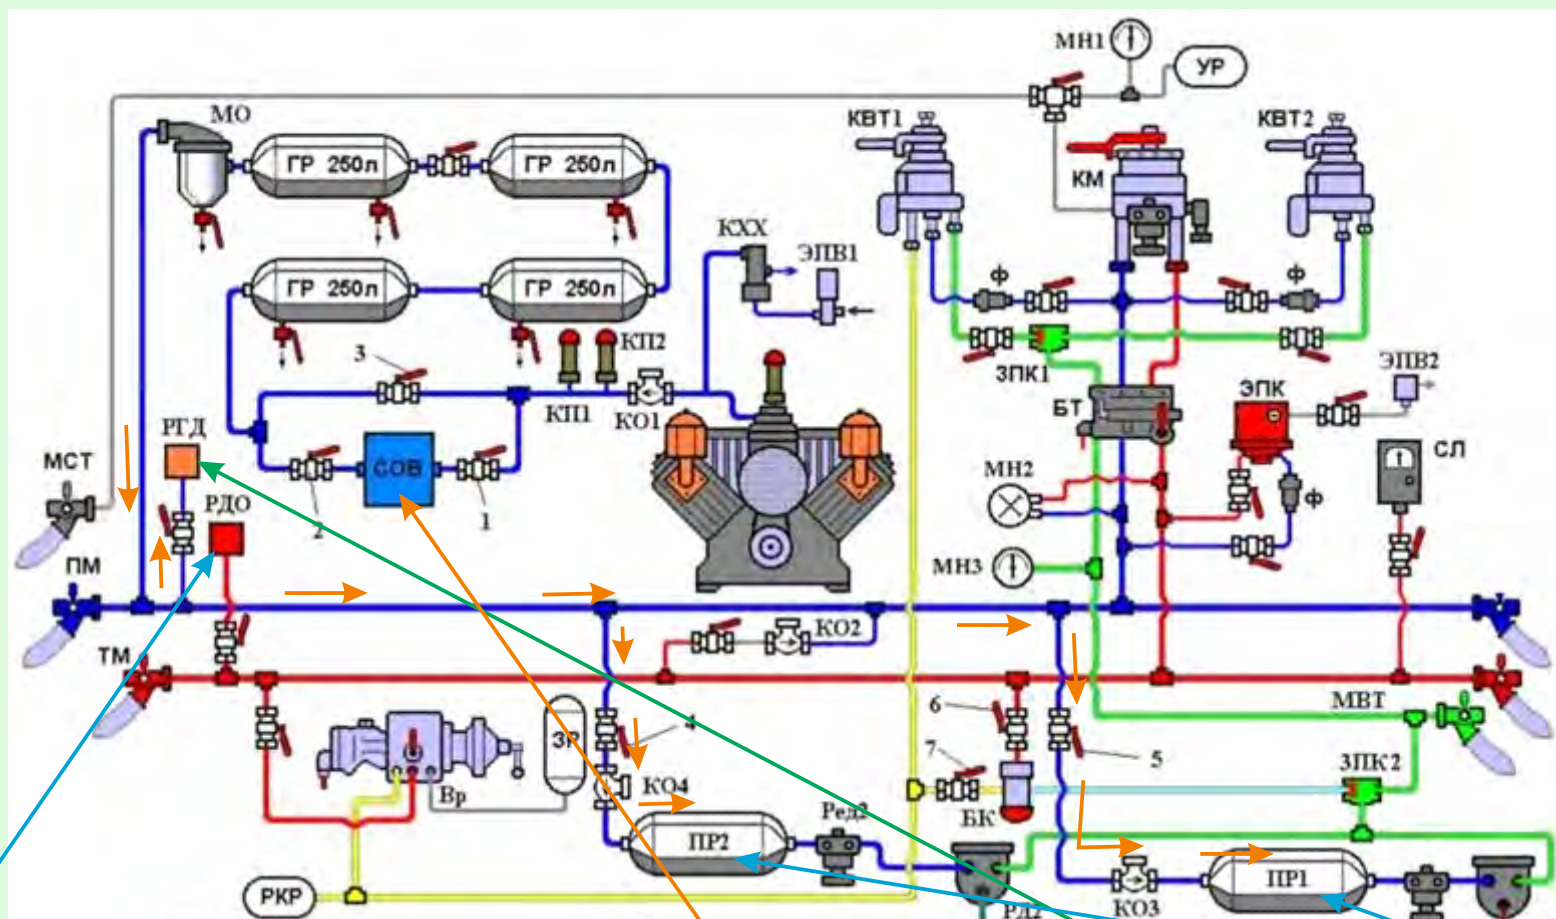 МН1
УР
МО
КВТ1
КВТ2
ГР 250л
ГР 250л
КМ
КХХ
ЭПВ1
ф
ф
ГР 250л
ГР 250л
3
КП2
ЗПК1
ЭПК
ЭПВ2
КП1
КО1
БТ
РГД
МСТ
СОВ
СЛ
РДО
2
1
МН2
ф
ПМ
МН3
КО2
ТМ
МВТ
6
ЗР
4
7
5
ЗПК2
Вр
КО4
Ред2
БК
ПР2
РКР
ПР1
РД2
КО3